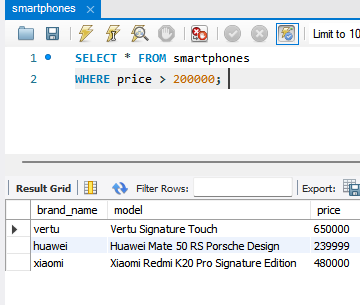 smartphones
Limit to 10
1 SELECT * FROM smartphones
2 WHERE price > 200000;
Result Grid Filter Rows: Export:
brand_name model price
vertu Vertu Signature Touch 650000
huawei Huawei Mate 50 RS Porsche Design 239999
xiaomi Xiaomi Redmi K20 Pro Signature Edition 480000